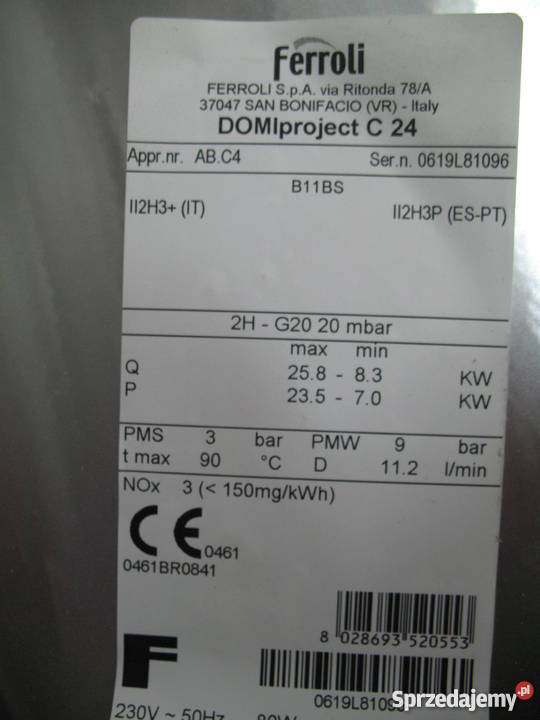 Ferroli
FERROLI S.p.A. via Ritonda 78/A
37047 SAN BONIFACIO (VR) - Italy
DOMIproject C 24
Appr.nr. AB.C4 Ser.n. 0619L81096
B11BS
II2H3+ (IT) II2H3P (ES-PT)
2H - G20 20 mbar
max min
Q 25.8 - 8.3 KW
P 23.5 - 7.0 KW
PMS 3 bar PMW 9 bar
t max 90 °C D 11.2 l/min
NOx 3 (< 150mg/kWh)
CE 0461
0461BR0841
8 028693 520553
F
0619L8109
230V ~ 50Hz 80W
Sprzedajemy.pl